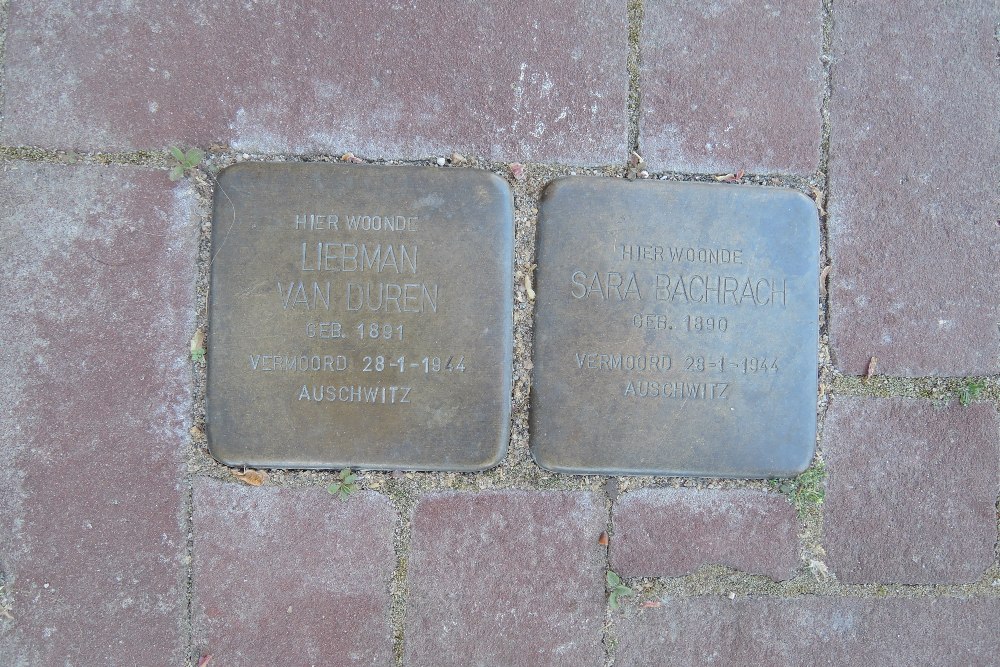 HIER WOONDE
LIEBMAN
VAN DUREN
GEB. 1891
VERMOORD 28-1-1944
AUSCHWITZ
HIER WOONDE
SARA BACHRACH
GEB. 1890
VERMOORD 28-1-1944
AUSCHWITZ